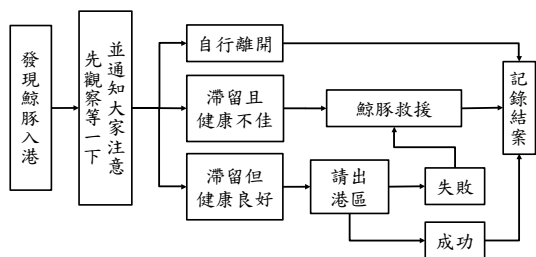 發現鯨豚入港
先觀察等一下
並通知大家注意
自行離開
滯留且
健康不佳
滯留但
健康良好
鯨豚救援
請出
港區
失敗
成功
記錄結案